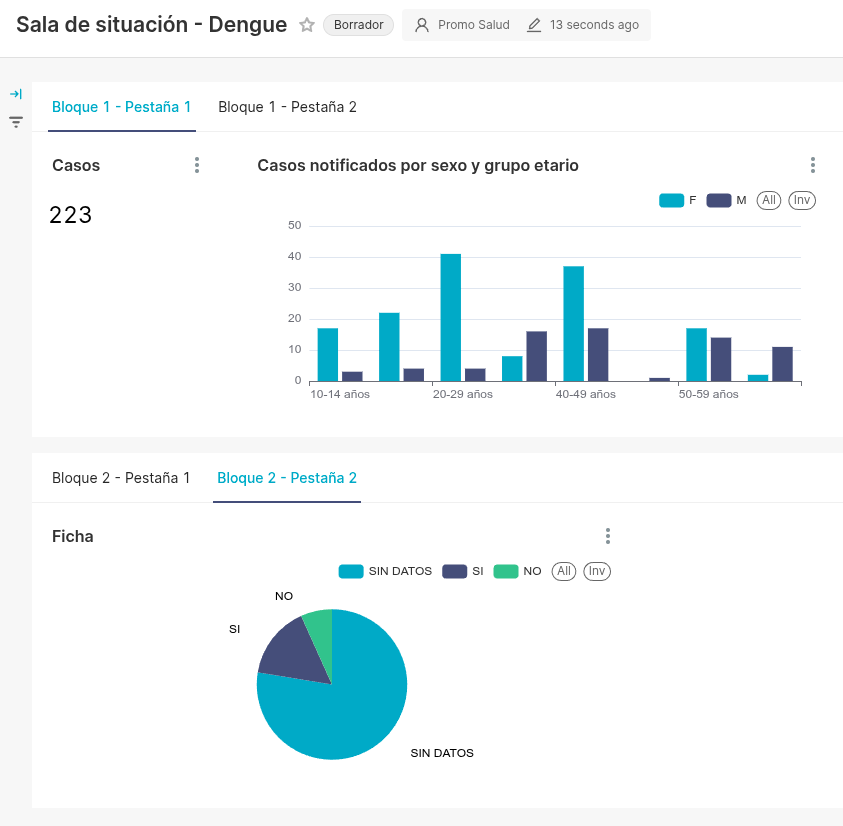 Sala de situación - Dengue Borrador Promo Salud 13 seconds ago
Bloque 1 - Pestaña 1 Bloque 1 - Pestaña 2
Casos
223
Casos notificados por sexo y grupo etario
F M All Inv
50
40
30
20
10
0
10-14 años 20-29 años 40-49 años 50-59 años
Bloque 2 - Pestaña 1 Bloque 2 - Pestaña 2
Ficha
SIN DATOS SI NO All Inv
NO
SI
SIN DATOS